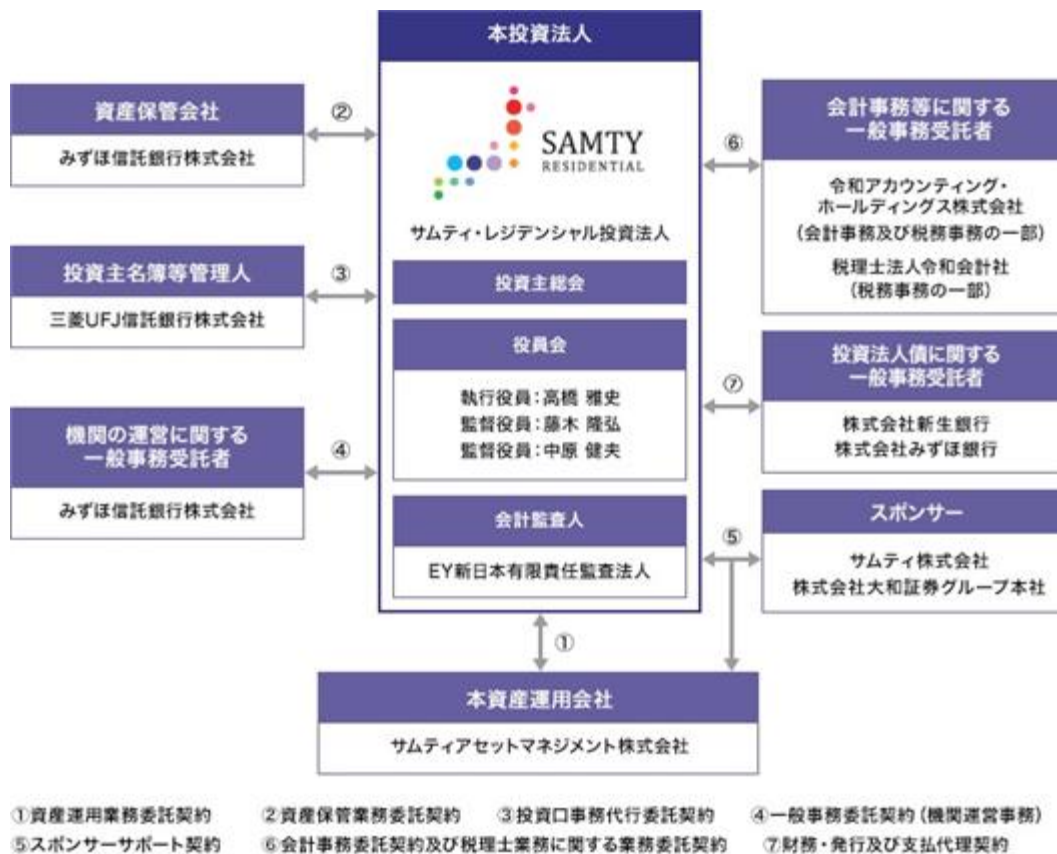 本投資法人
SAMTY
RESIDENTIAL
サムティ・レジデンシャル投資法人
投資主総会
役員会
執行役員:高橋 雅史
監督役員:藤木 隆弘
監督役員:中原 健夫
会計監査人
EY新日本有限責任監査法人
資産保管会社
みずほ信託銀行株式会社
②
投資主名簿等管理人
三菱UFJ信託銀行株式会社
③
機関の運営に関する
一般事務受託者
みずほ信託銀行株式会社
④
会計事務等に関する
一般事務受託者
令和アカウンティング・
ホールディングス株式会社
(会計事務及び税務事務の一部)
税理士法人令和会計社
(税務事務の一部)
⑥
投資法人債に関する
一般事務受託者
株式会社新生銀行
株式会社みずほ銀行
⑦
スポンサー
サムティ株式会社
株式会社大和証券グループ本社
⑤
①
本資産運用会社
サムティアセットマネジメント株式会社
①資産運用業務委託契約 ②資産保管業務委託契約 ③投資口事務代行委託契約 ④一般事務委託契約(機関運営事務)
⑤スポンサーサポート契約 ⑥会計事務委託契約及び税理士業務に関する業務委託契約 ⑦財務・発行及び支払代理契約